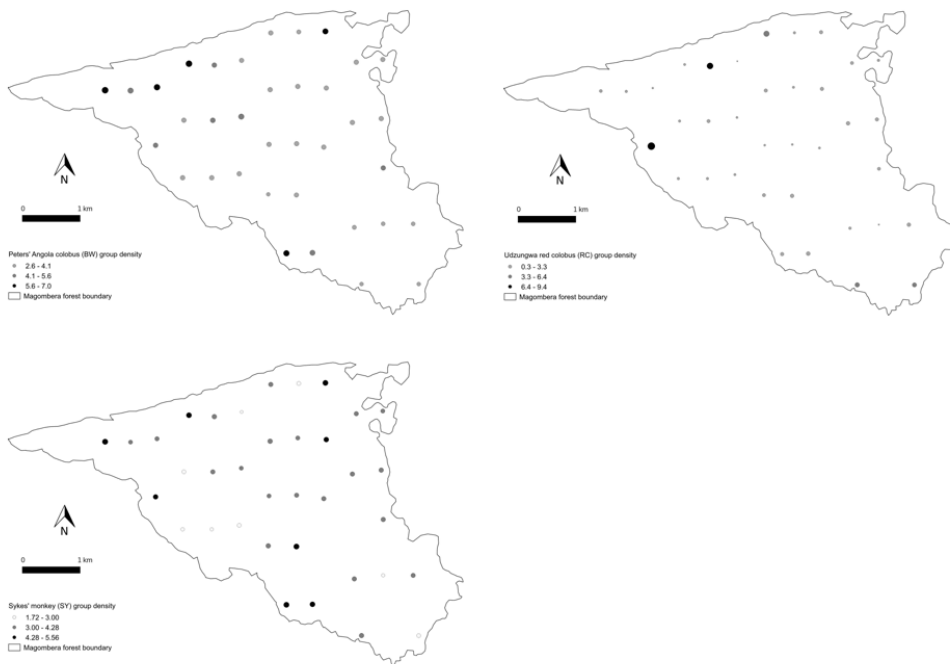 N
0 1 km
Peters' Angola colobus (BW) group density
2.6 - 4.1
4.1 - 5.6
5.6 - 7.0
Magombera forest boundary
N
0 1 km
Udzungwa red colobus (RC) group density
0.3 - 3.3
3.3 - 6.4
6.4 - 9.4
Magombera forest boundary
N
0 1 km
Sykes' monkey (SY) group density
1.72 - 3.00
3.00 - 4.28
4.28 - 5.56
Magombera forest boundary